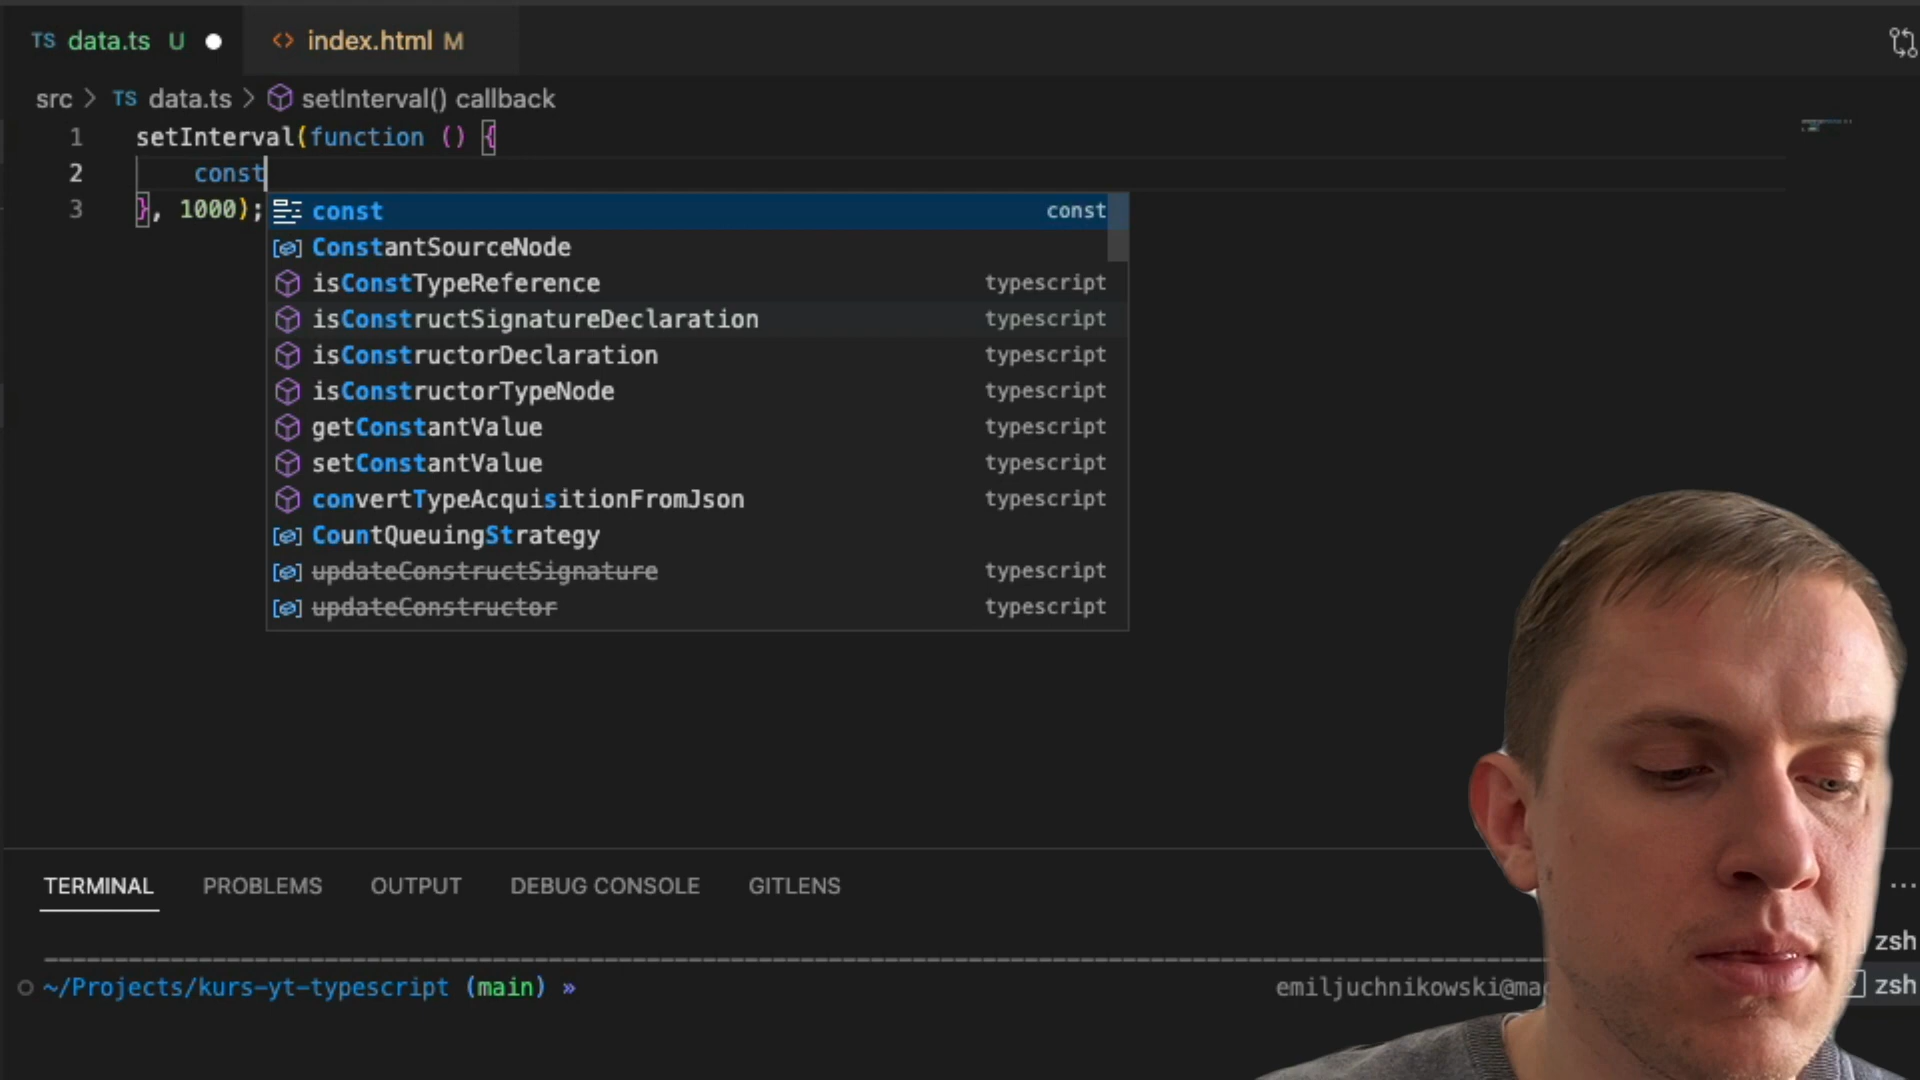 TS data.ts U
<> index.html M
src > TS data.ts > setInterval() callback
1 setInterval(function () {
2 const
3 }, 1000);
const const
ConstantSourceNode
isConstTypeReference typescript
isConstructSignatureDeclaration typescript
isConstructorDeclaration typescript
isConstructorTypeNode typescript
getConstantValue typescript
setConstantValue typescript
convertTypeAcquisitionFromJson typescript
CountQueuingStrategy
updateConstructSignature typescript
updateConstructor typescript
TERMINAL PROBLEMS OUTPUT DEBUG CONSOLE GITLENS
zsh
~/Projects/kurs-yt-typescript (main) » emiljuchnikowski@mac zsh